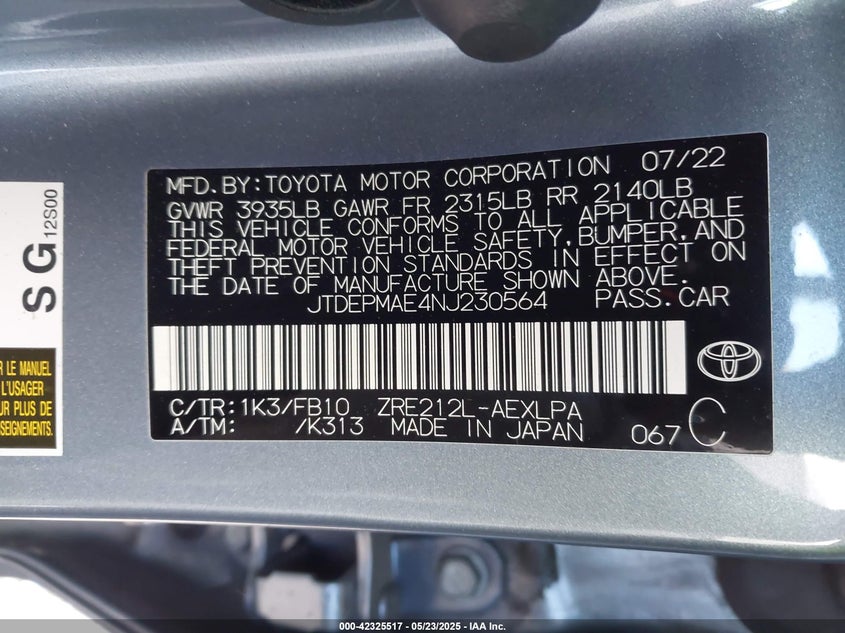 MFD.BY:TOYOTA MOTOR CORPORATION 07/22
GVWR 3935LB GAWR FR 2315LB RR 2140LB
THIS VEHICLE CONFORMS TO ALL APPLICABLE
FEDERAL MOTOR VEHICLE SAFETY,BUMPER,AND
THEFT PREVENTION STANDARDS IN EFFECT ON
THE DATE OF MANUFACTURE SHOWN ABOVE.
JTDEPMAE4NJ230564 PASS.CAR
C/TR:1K3/FB10 ZRE212L-AEXLPA
A/TM: /K313 MADE IN JAPAN 067 C
SG
12S00
R LE MANUEL
L'USAGER
UR PLUS DE
SEIGNEMENTS.
000-42325517 - 05/23/2025 - IAA Inc.